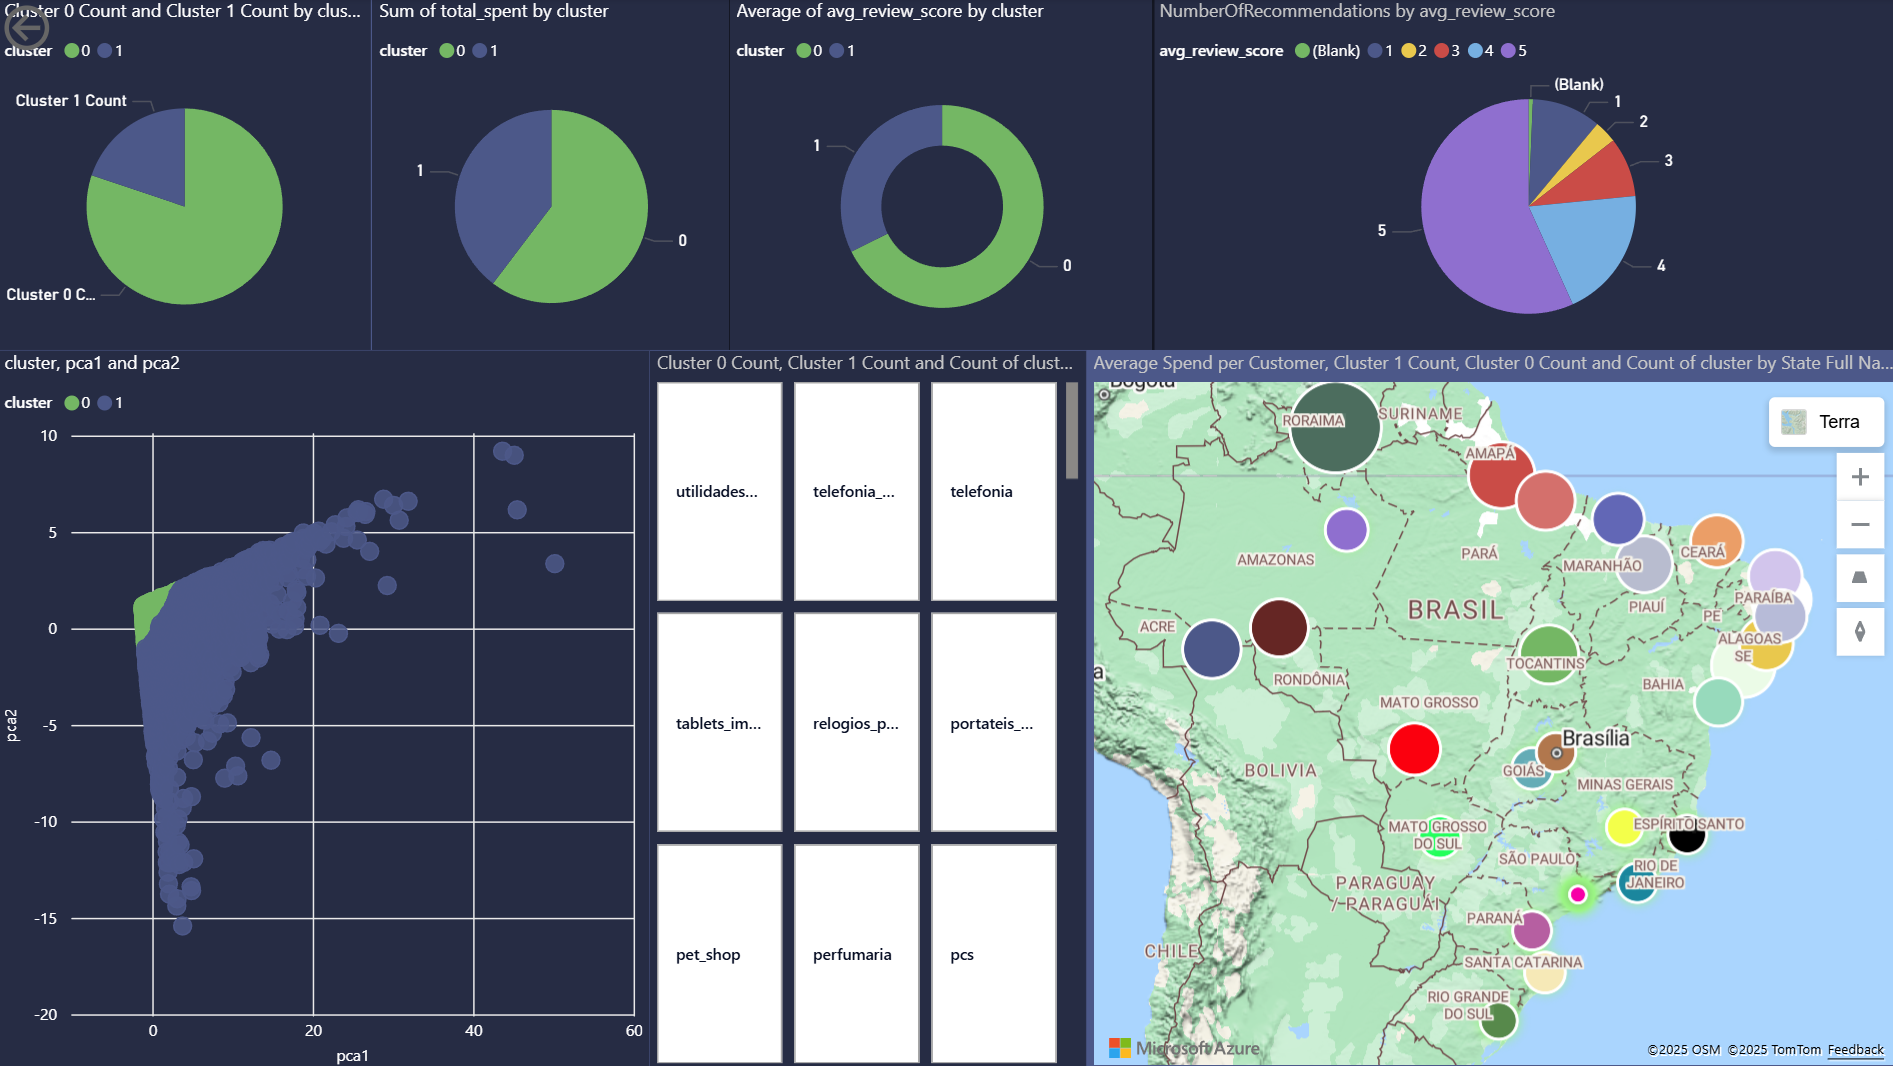 Cluster 0 Count and Cluster 1 Count by clus...
cluster 0 1
Cluster 1 Count
Cluster 0 C...
Sum of total_spent by cluster
cluster 0 1
1
0
Average of avg_review_score by cluster
cluster 0 1
1
0
NumberOfRecommendations by avg_review_score
avg_review_score (Blank) 1 2 3 4 5
(Blank)
1
2
3
5
4
cluster, pca1 and pca2
cluster 0 1
10
5
0
-5
-10
-15
-20
pca2
0 20 40 60
pca1
Cluster 0 Count, Cluster 1 Count and Count of clust...
utilidades... telefonia_... telefonia
tablets_im... relogios_p... portateis_...
pet_shop perfumaria pcs
Average Spend per Customer, Cluster 1 Count, Cluster 0 Count and Count of cluster by State Full Na...
Bogotá
RORAIMA
SURINAME
Terra
AMAPÁ
AMAZONAS
PARÁ
MARANHÃO
CEARÁ
BRASIL
PIAUÍ
PARAÍBA
PE
ACRE
ALAGOAS
SE
TOCANTINS
a
RONDÔNIA
BAHIA
MATO GROSSO
Brasília
BOLIVIA
GOIÁS
MINAS GERAIS
MATO GROSSO
DO SUL
ESPÍRITO SANTO
SÃO PAULO
RIO DE
JANEIRO
PARAGUAY
/ PARAGUÁI
PARANÁ
CHILE
SANTA CATARINA
RIO GRANDE
DO SUL
Microsoft Azure
©2025 OSM ©2025 TomTom Feedback